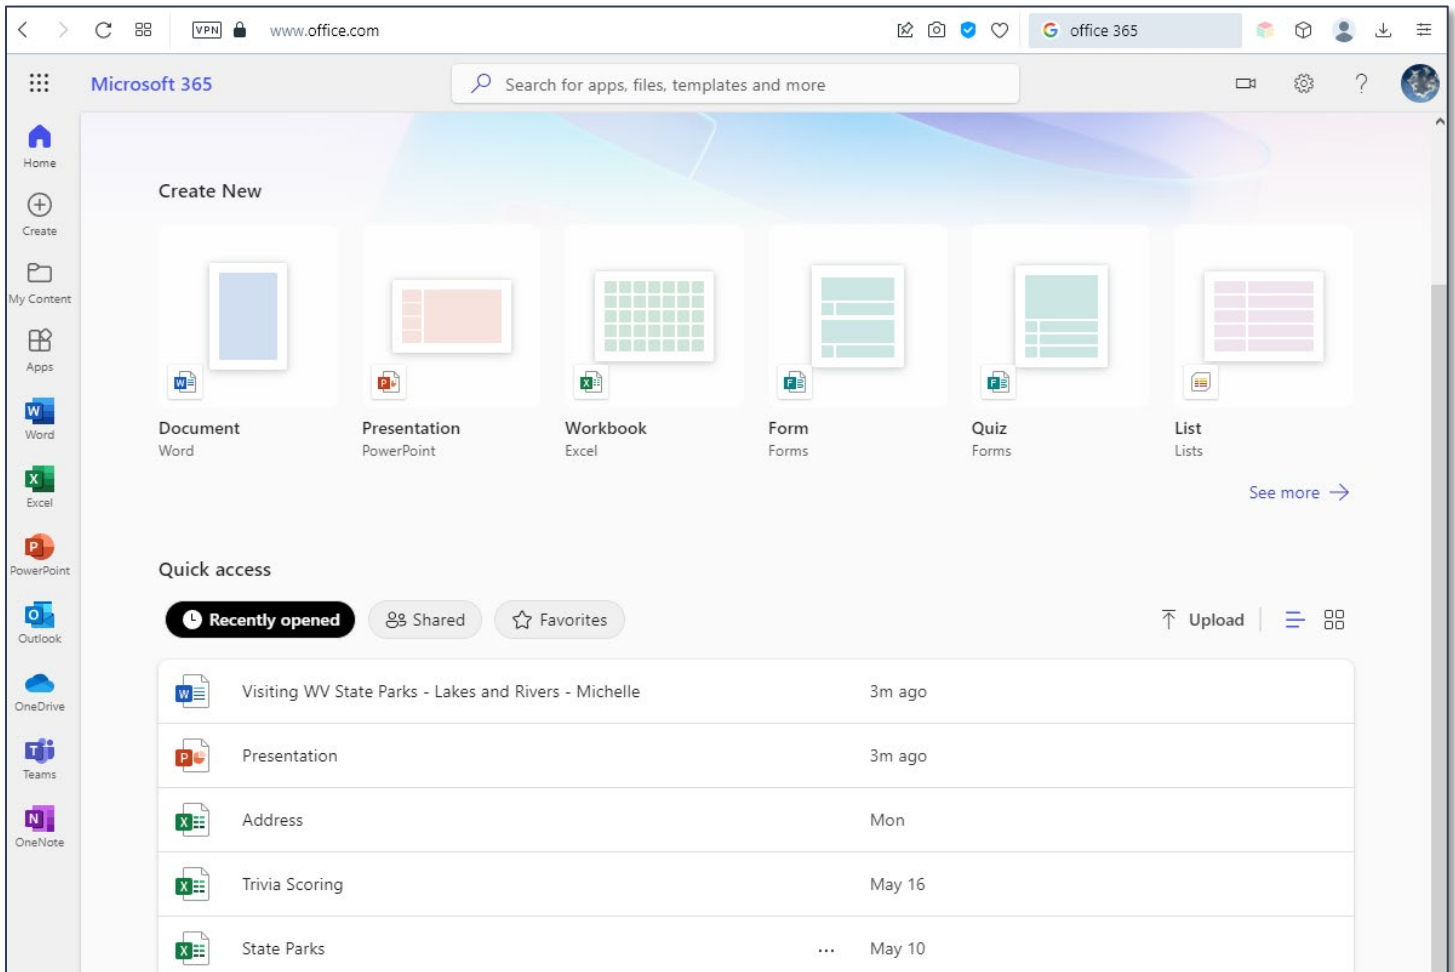 VPN www.office.com office 365
Microsoft 365 Search for apps, files, templates and more
Home
Create
My Content
Apps
Word
Excel
PowerPoint
Outlook
OneDrive
Teams
OneNote
Create New
Document Presentation Workbook Form Quiz List
Word PowerPoint Excel Forms Forms Lists
See more
Quick access
Recently opened Shared Favorites Upload
Visiting WV State Parks - Lakes and Rivers - Michelle 3m ago
Presentation 3m ago
Address Mon
Trivia Scoring May 16
State Parks ... May 10